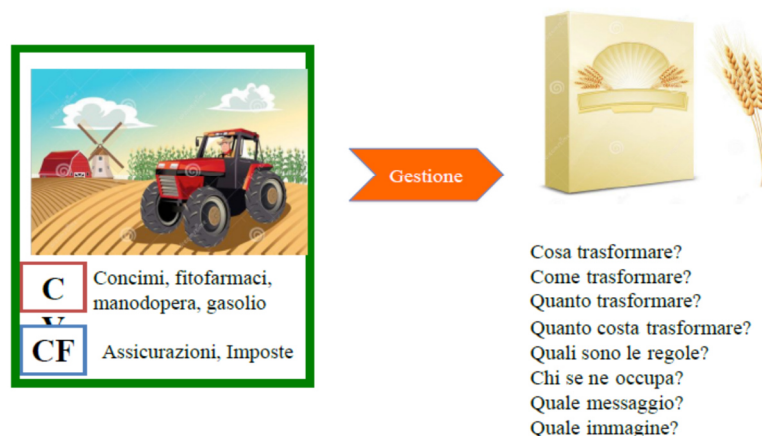 C
V
Concimi, fitofarmaci,
manodopera, gasolio
CF
Assicurazioni, Imposte
Gestione
Cosa trasformare?
Come trasformare?
Quanto trasformare?
Quanto costa trasformare?
Quali sono le regole?
Chi se ne occupa?
Quale messaggio?
Quale immagine?